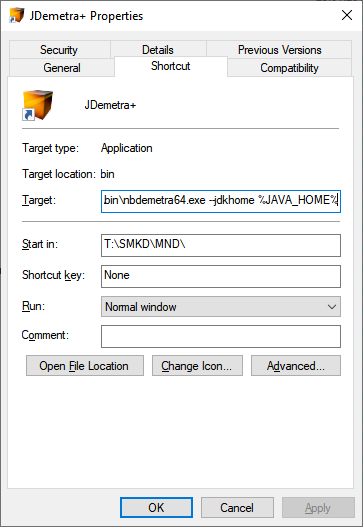 JDemetra+ Properties
Security Details Previous Versions
General Shortcut Compatibility
JDemetra+
Target type: Application
Target location: bin
Target: bin\nbdemetra64.exe --jdkhome %JAVA_HOME%
Start in: T:\SMKD\MND\
Shortcut key: None
Run: Normal window
Comment:
Open File Location Change Icon... Advanced...
OK Cancel Apply